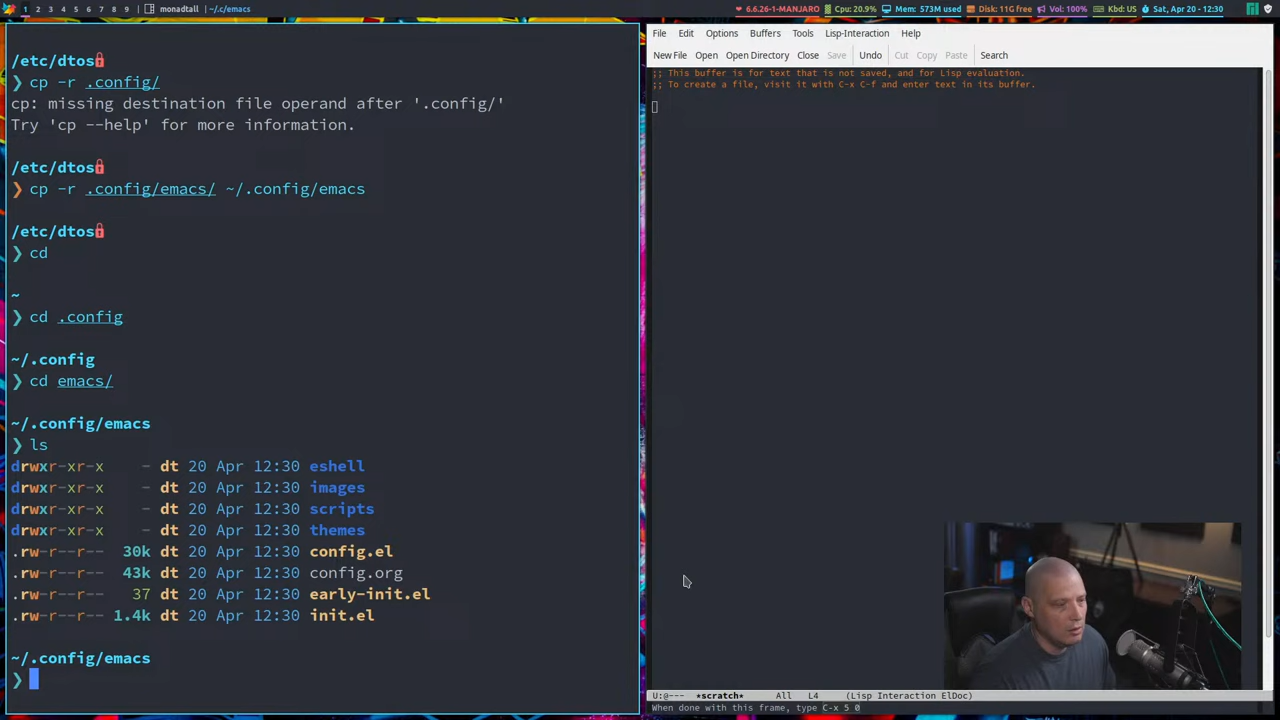 1 2 3 4 5 6 7 8 9 monadtall ~/.c/emacs
6.6.26-1-MANJARO Cpu: 20.9% Mem: 573M used Disk: 11G free Vol: 100% Kbd: US Sat, Apr 20 - 12:30
/etc/dtos
❯ cp -r .config/
cp: missing destination file operand after '.config/'
Try 'cp --help' for more information.
/etc/dtos
❯ cp -r .config/emacs/ ~/.config/emacs
/etc/dtos
❯ cd
~
❯ cd .config
~/.config
❯ cd emacs/
~/.config/emacs
❯ ls
drwxr-xr-x - dt 20 Apr 12:30 eshell
drwxr-xr-x - dt 20 Apr 12:30 images
drwxr-xr-x - dt 20 Apr 12:30 scripts
drwxr-xr-x - dt 20 Apr 12:30 themes
.rw-r--r-- 30k dt 20 Apr 12:30 config.el
.rw-r--r-- 43k dt 20 Apr 12:30 config.org
.rw-r--r-- 37 dt 20 Apr 12:30 early-init.el
.rw-r--r-- 1.4k dt 20 Apr 12:30 init.el
~/.config/emacs
❯
File Edit Options Buffers Tools Lisp-Interaction Help
New File Open Open Directory Close Save Undo Cut Copy Paste Search
;; This buffer is for text that is not saved, and for Lisp evaluation.
;; To create a file, visit it with C-x C-f and enter text in its buffer.
U:@--- *scratch* All L4 (Lisp Interaction ElDoc)
When done with this frame, type C-x 5 0